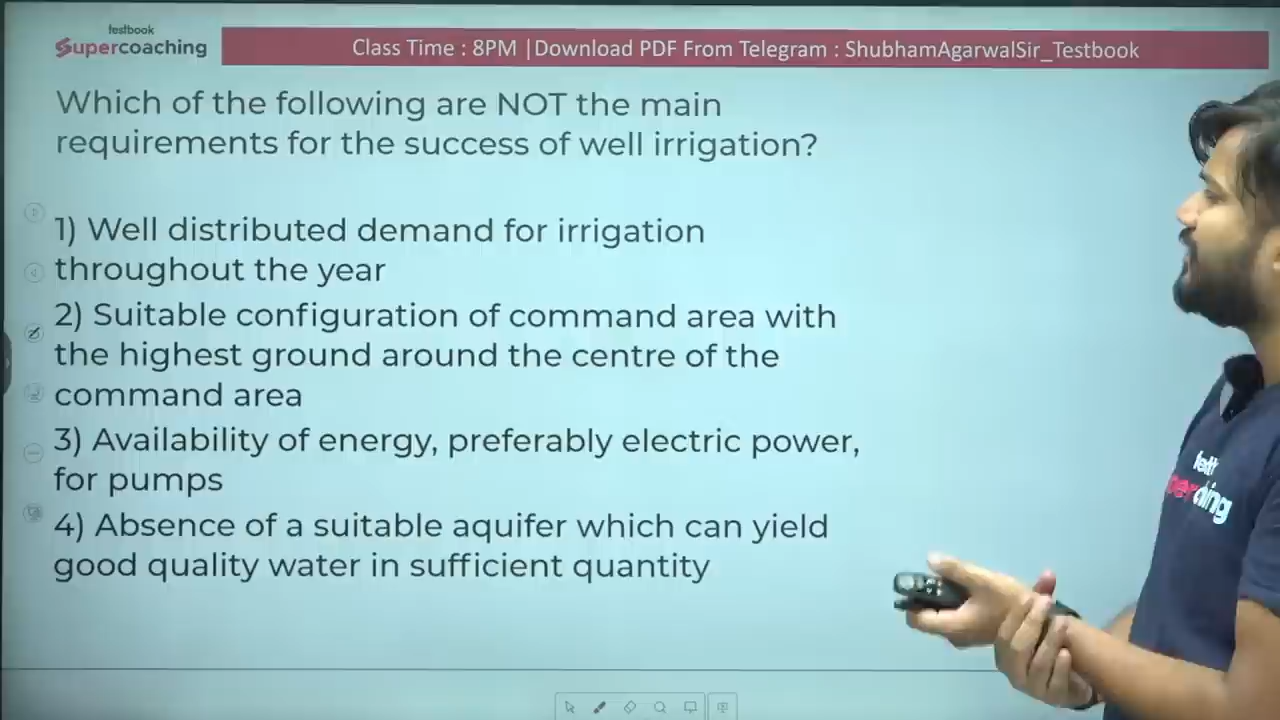 testbook
Supercoaching
Class Time : 8PM |Download PDF From Telegram : ShubhamAgarwalSir_Testbook
Which of the following are NOT the main
requirements for the success of well irrigation?
1) Well distributed demand for irrigation
throughout the year
2) Suitable configuration of command area with
the highest ground around the centre of the
command area
3) Availability of energy, preferably electric power,
for pumps
4) Absence of a suitable aquifer which can yield
good quality water in sufficient quantity